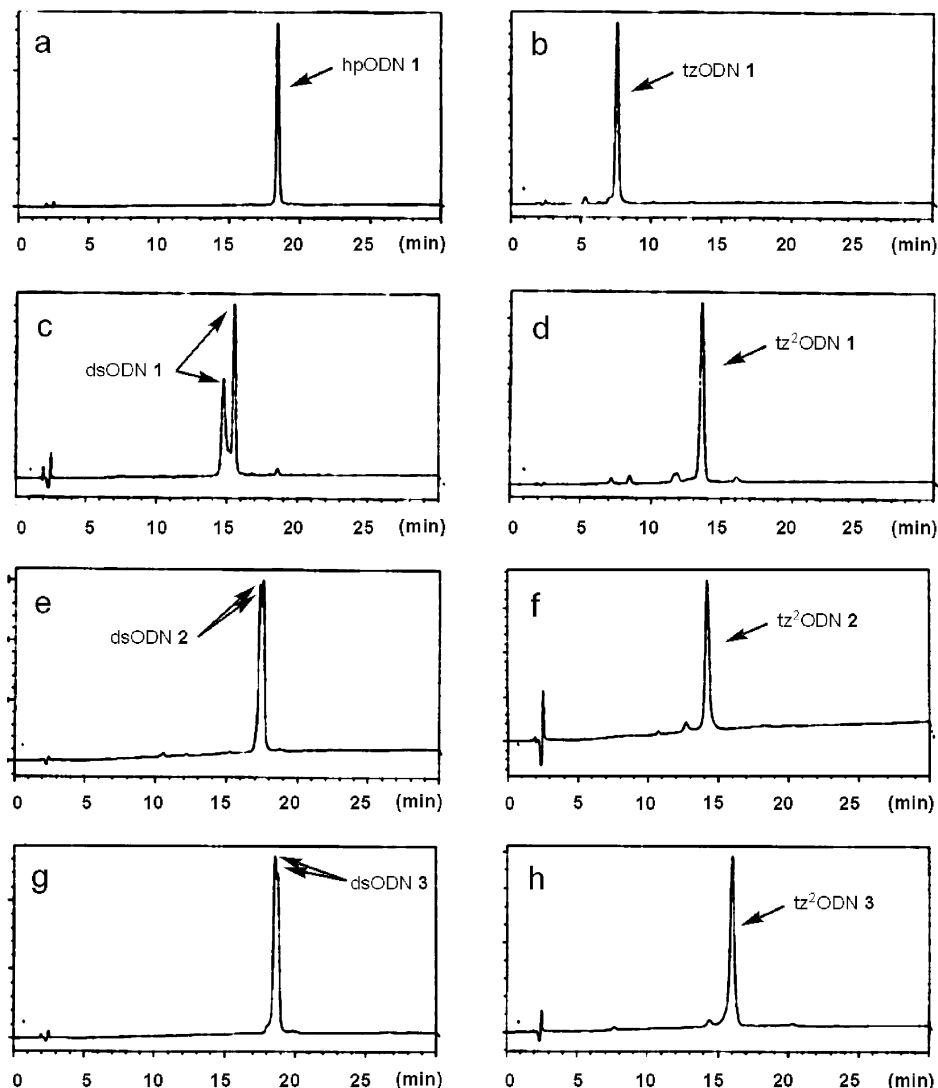 a
hpODN 1
0 5 10 15 20 (min)
b
tzODN 1
0 5 10 15 20 25 (min)
c
dsODN 1
0 5 10 15 20 25 (min)
d
tz²ODN 1
0 5 10 15 20 25 (min)
e
dsODN 2
0 5 10 15 20 25 (min)
f
tz²ODN 2
0 5 10 15 20 25 (min)
g
dsODN 3
0 5 10 15 20 25 (min)
h
tz²ODN 3
0 5 10 15 20 25 (min)